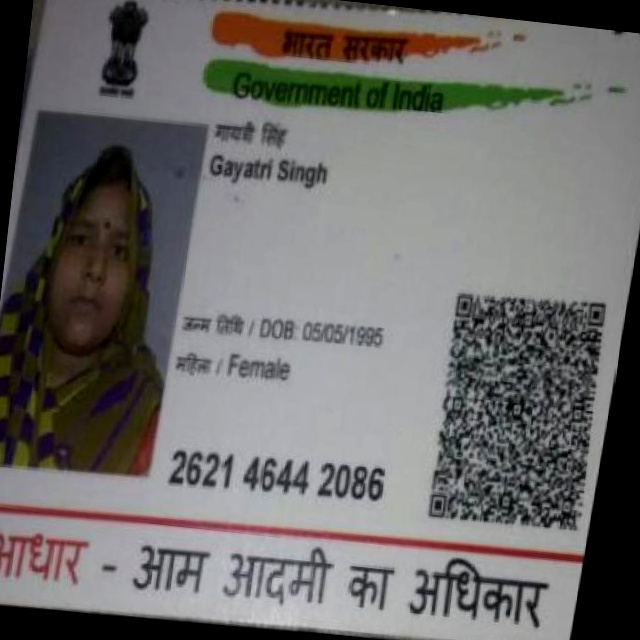 भारत सरकार
Government of India
गायत्री सिंह
Gayatri Singh
जन्म तिथि / DOB: 05/05/1995
महिला / Female
2621 4644 2086
आधार - आम आदमी का अधिकार